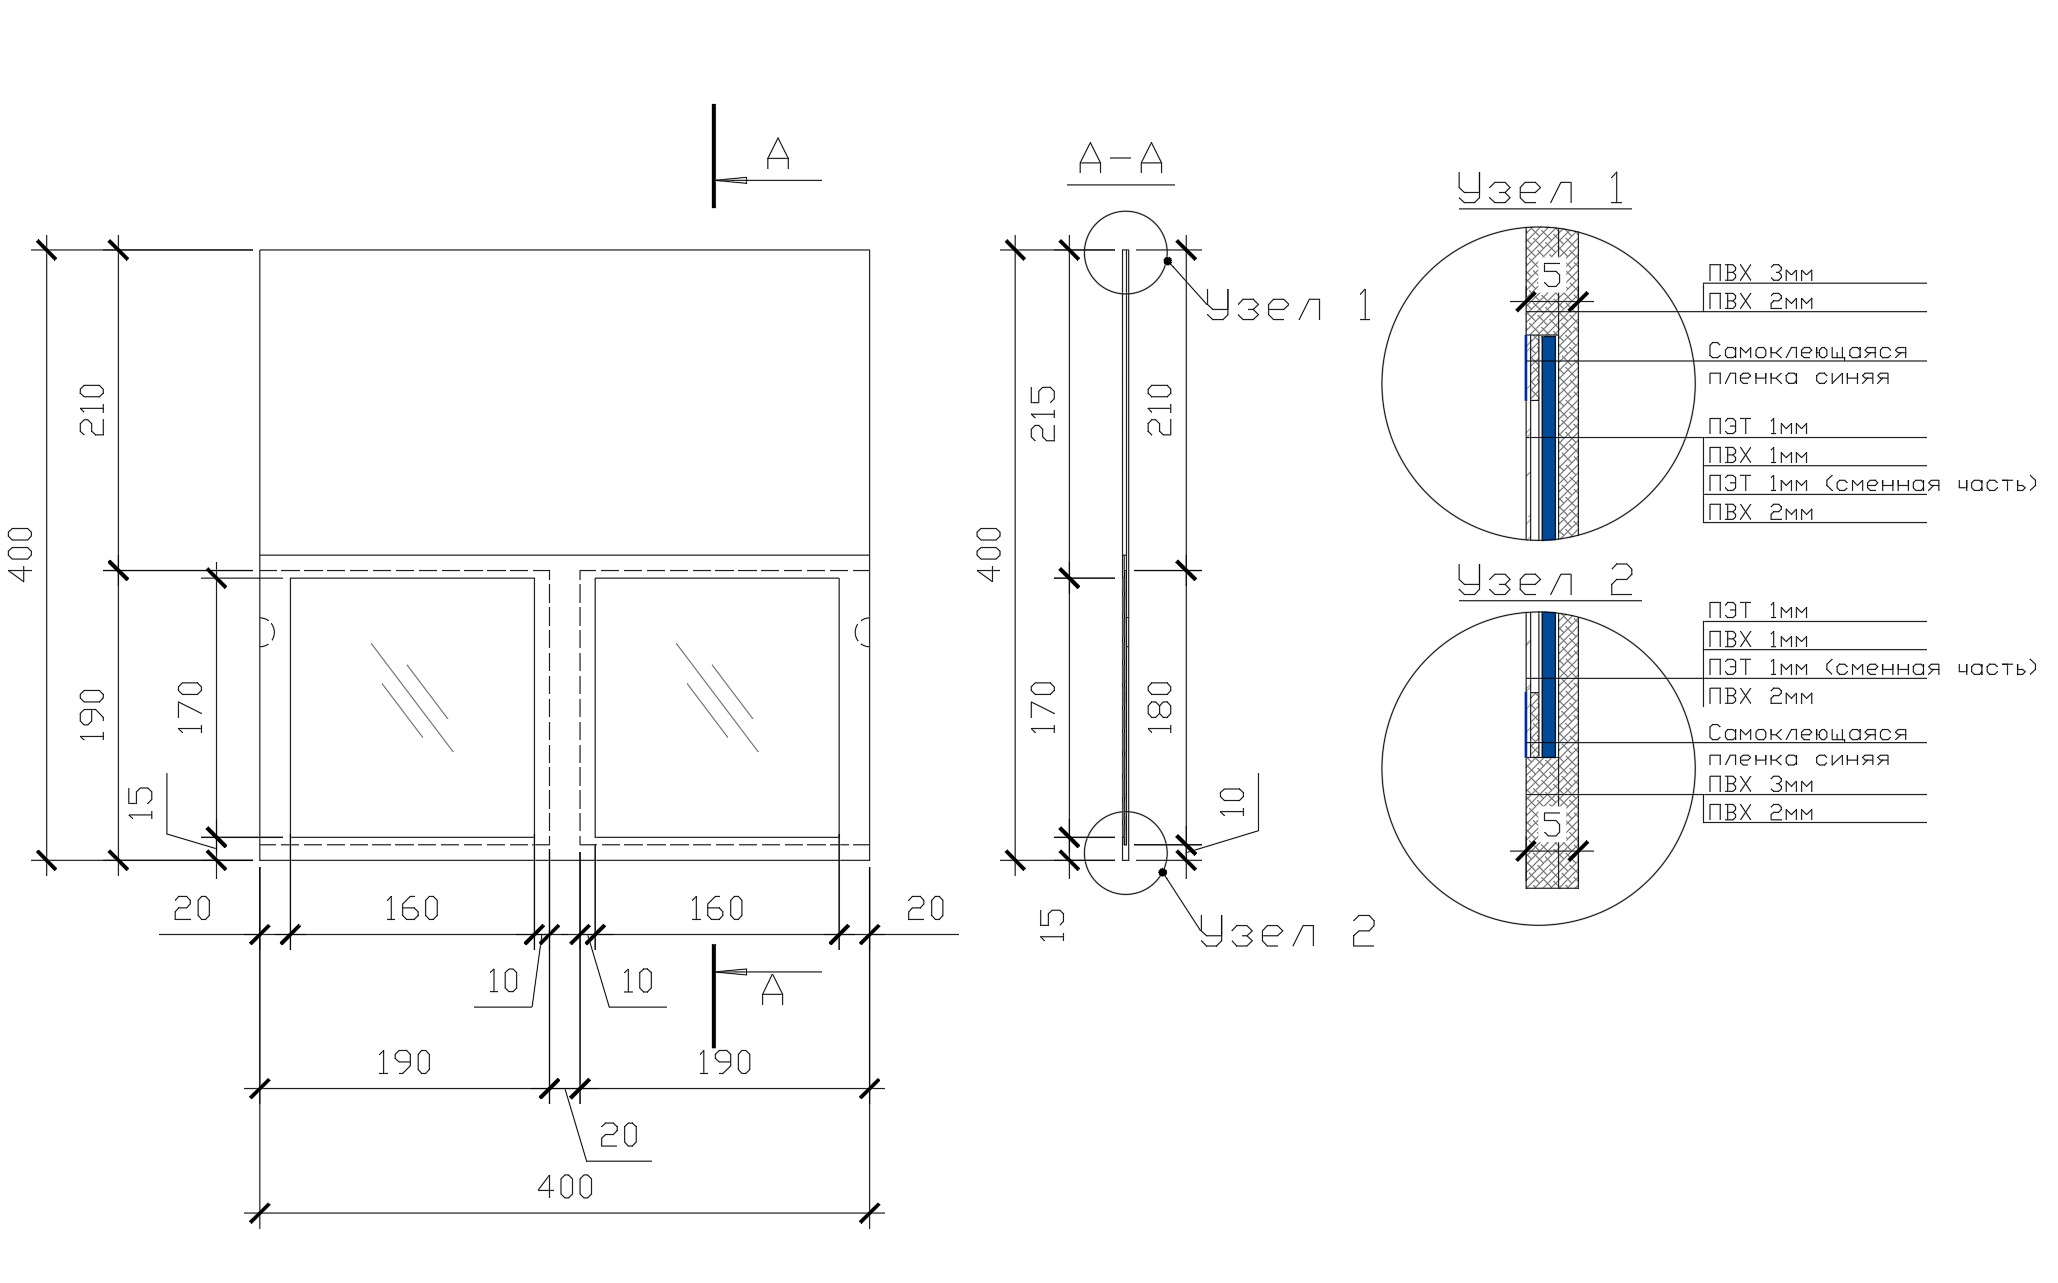 А
400
210
190
170
15
20
160
160
20
10
10
А
190
190
20
400
А-А
Узел 1
400
215
210
170
180
10
15
Узел 2
Узел 1
5
ПВХ 3мм
ПВХ 2мм
Самоклеющаяся
пленка синяя
ПЭТ 1мм
ПВХ 1мм
ПЭТ 1мм (сменная часть)
ПВХ 2мм
Узел 2
ПЭТ 1мм
ПВХ 1мм
ПЭТ 1мм (сменная часть)
ПВХ 2мм
Самоклеющаяся
пленка синяя
ПВХ 3мм
ПВХ 2мм
5